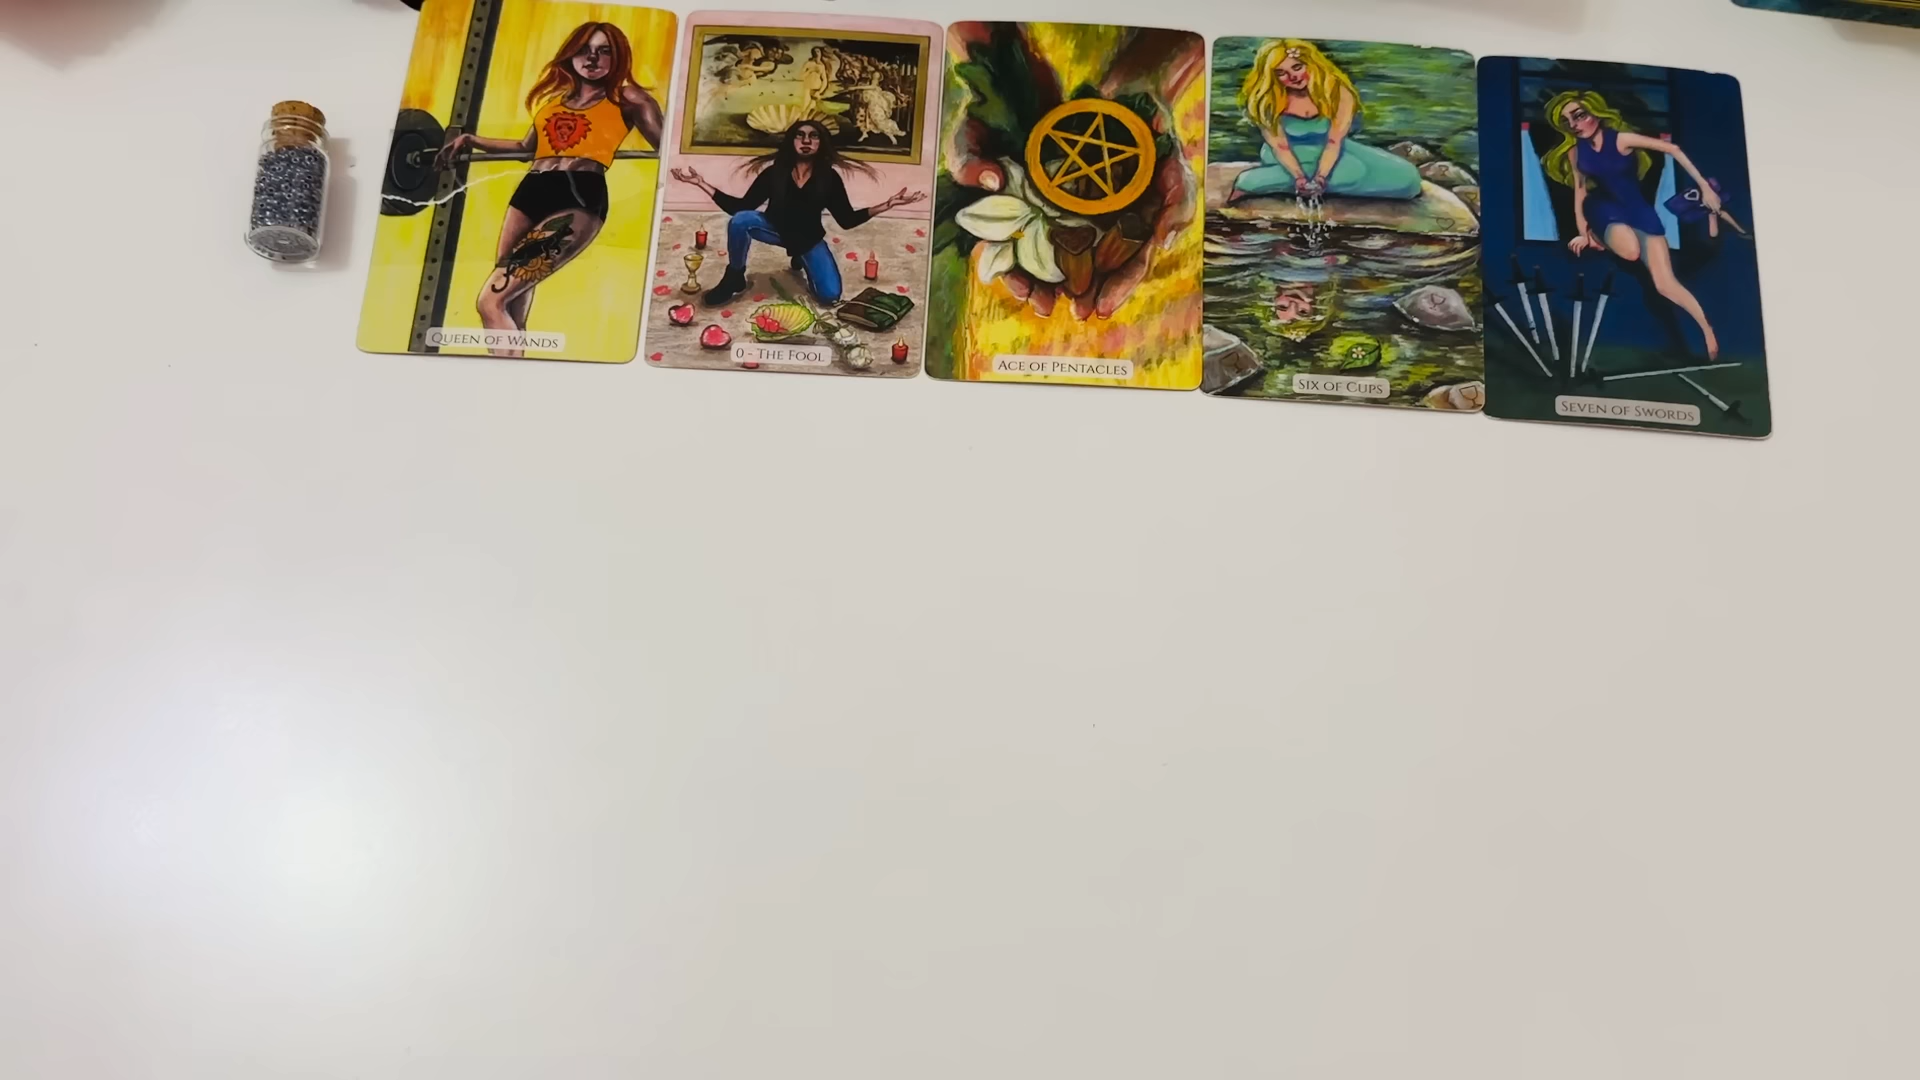 QUEEN OF WANDS
0 - THE FOOL
ACE OF PENTACLES
SIX OF CUPS
SEVEN OF SWORDS